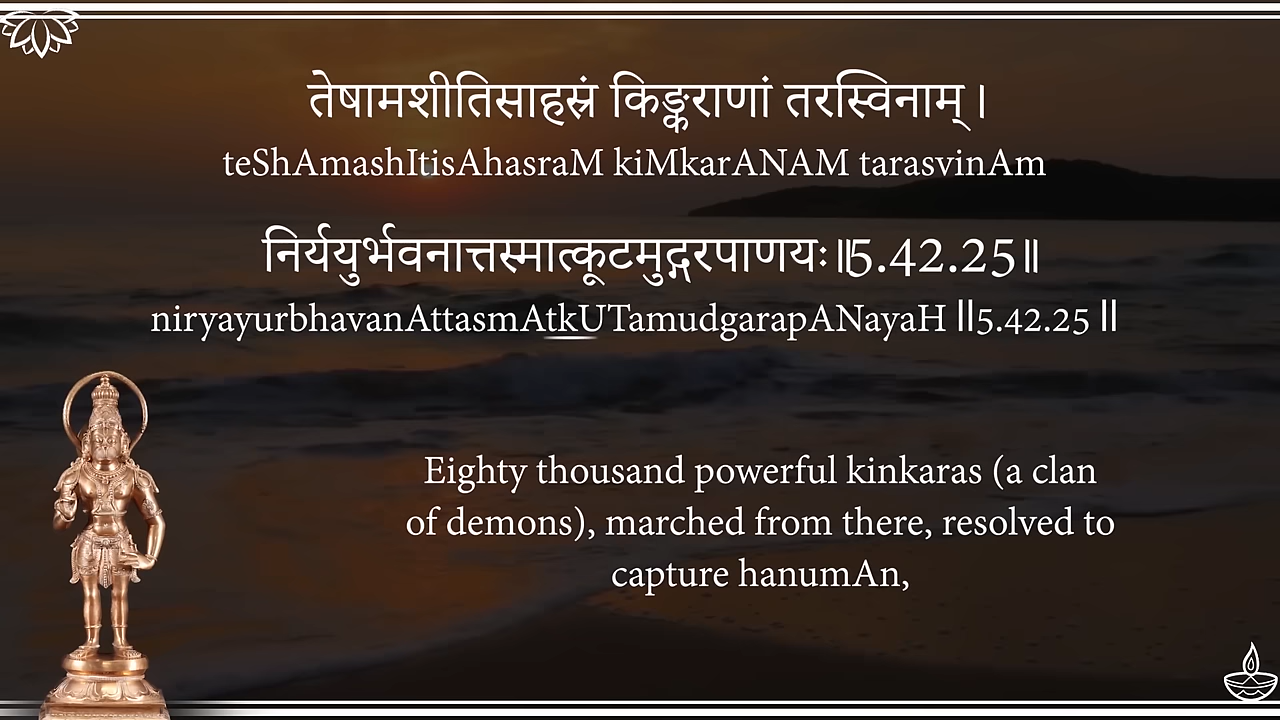 तेषामशीतिसाहस्रं किङ्कराणां तरस्विनाम् ।
teShAmashItisAhasraM kiMkarANAM tarasvinAm
निर्ययुर्भवनात्तस्मात्कूटमुद्गरपाणयः ॥5.42.25॥
niryayurbhavanAttasmAtkUTamudgarapANayaH ॥5.42.25 ॥
Eighty thousand powerful kinkaras (a clan
of demons), marched from there, resolved to
capture hanumAn,